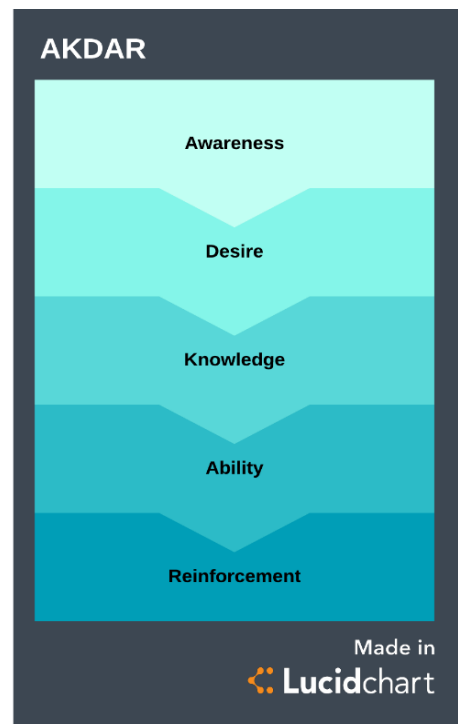 AKDAR
Awareness
Desire
Knowledge
Ability
Reinforcement
Made in
Lucidchart